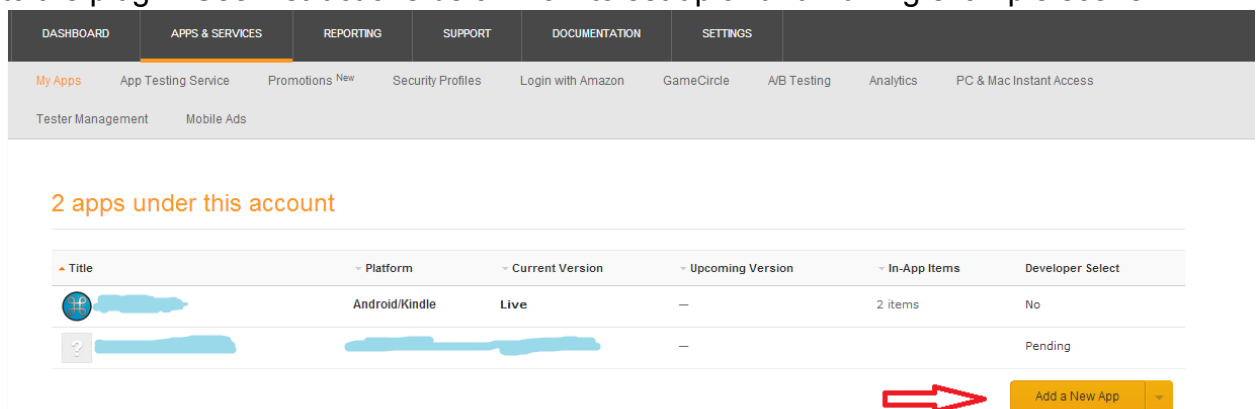 DASHBOARD APPS & SERVICES REPORTING SUPPORT DOCUMENTATION SETTINGS
My Apps App Testing Service Promotions New Security Profiles Login with Amazon GameCircle A/B Testing Analytics PC & Mac Instant Access
Tester Management Mobile Ads
2 apps under this account
Title Platform Current Version Upcoming Version In-App Items Developer Select
Android/Kindle Live — 2 items No
? — Pending
Add a New App